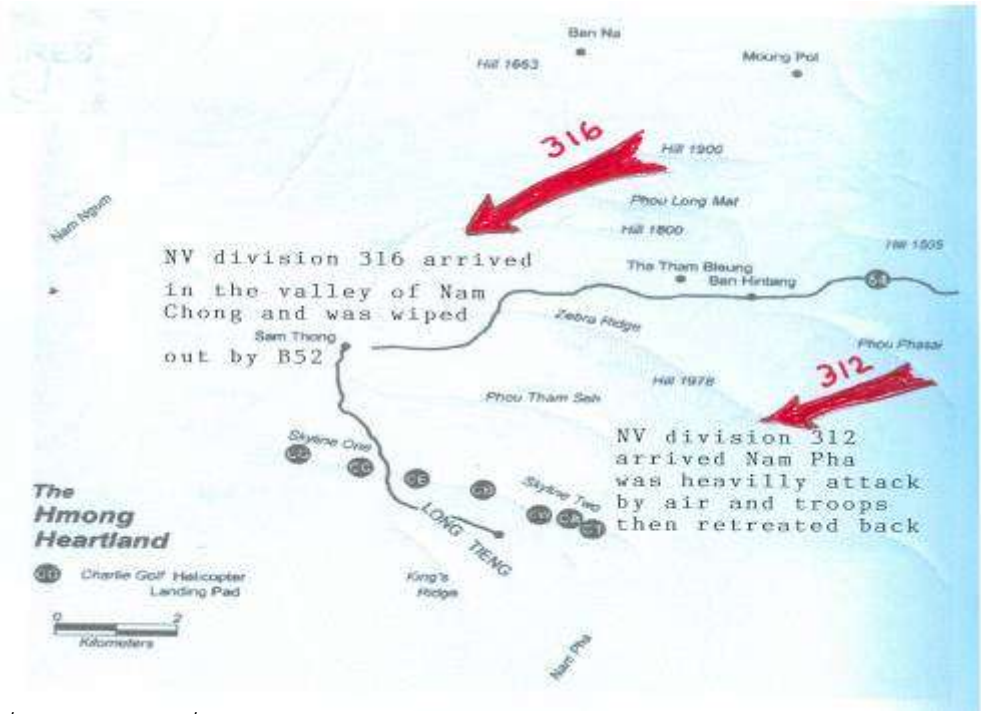 Ban Na
Hill 1663
Moung Pot
316
Hill 1900
Nam Ngum
Phou Long Mat
Hill 1800
Hill 1505
NV division 316 arrived
in the valley of Nam
Chong and was wiped
out by B52
Tha Tham Bleung
Ban Hintang
Sam Thong
Zebra Ridge
Phou Phasai
312
Hill 1978
Phou Tham Seh
NV division 312
arrived Nam Pha
was heavilly attack
by air and troops
then retreated back
Skyline One
CE
Skyline Two
LONG TIENG
The
Hmong
Heartland
Charlie Golf Helicopter
Landing Pad
King's
Ridge
0 2
Kilometers
Nam Pha